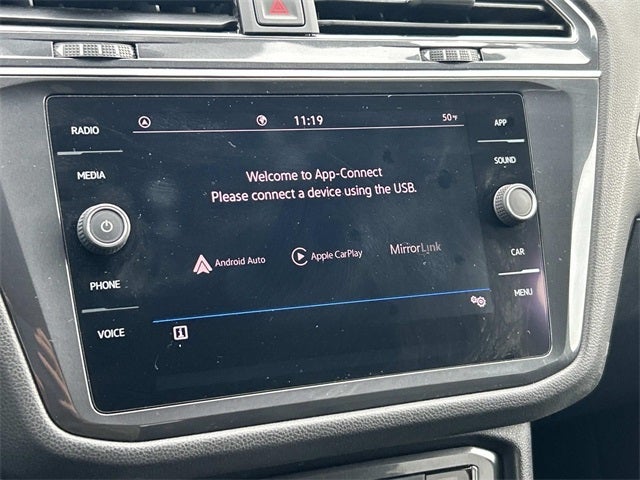 11:19
50°F
RADIO
MEDIA
PHONE
VOICE
Welcome to App-Connect
Please connect a device using the USB.
Android Auto
Apple CarPlay
MirrorLink
APP
SOUND
CAR
MENU